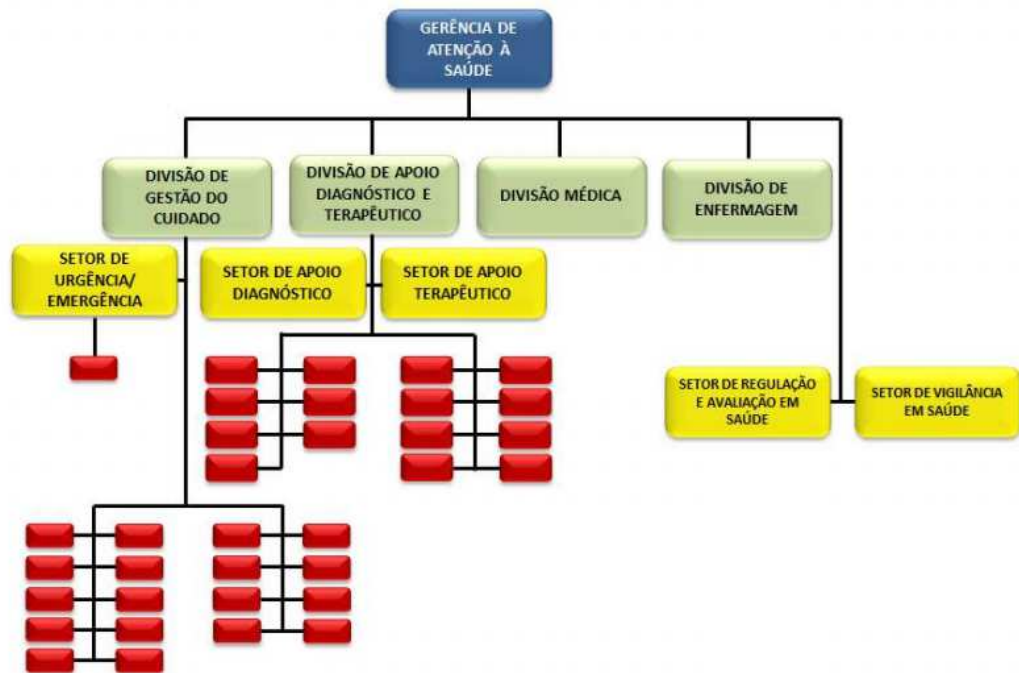 GERÊNCIA DE
ATENÇÃO À
SAÚDE
DIVISÃO DE
GESTÃO DO
CUIDADO
DIVISÃO DE APOIO
DIAGNÓSTICO E
TERAPÊUTICO
DIVISÃO MÉDICA
DIVISÃO DE
ENFERMAGEM
SETOR DE
URGÊNCIA/
EMERGÊNCIA
SETOR DE APOIO
DIAGNÓSTICO
SETOR DE APOIO
TERAPÊUTICO
SETOR DE REGULAÇÃO
E AVALIAÇÃO EM
SAÚDE
SETOR DE VIGILÂNCIA
EM SAÚDE